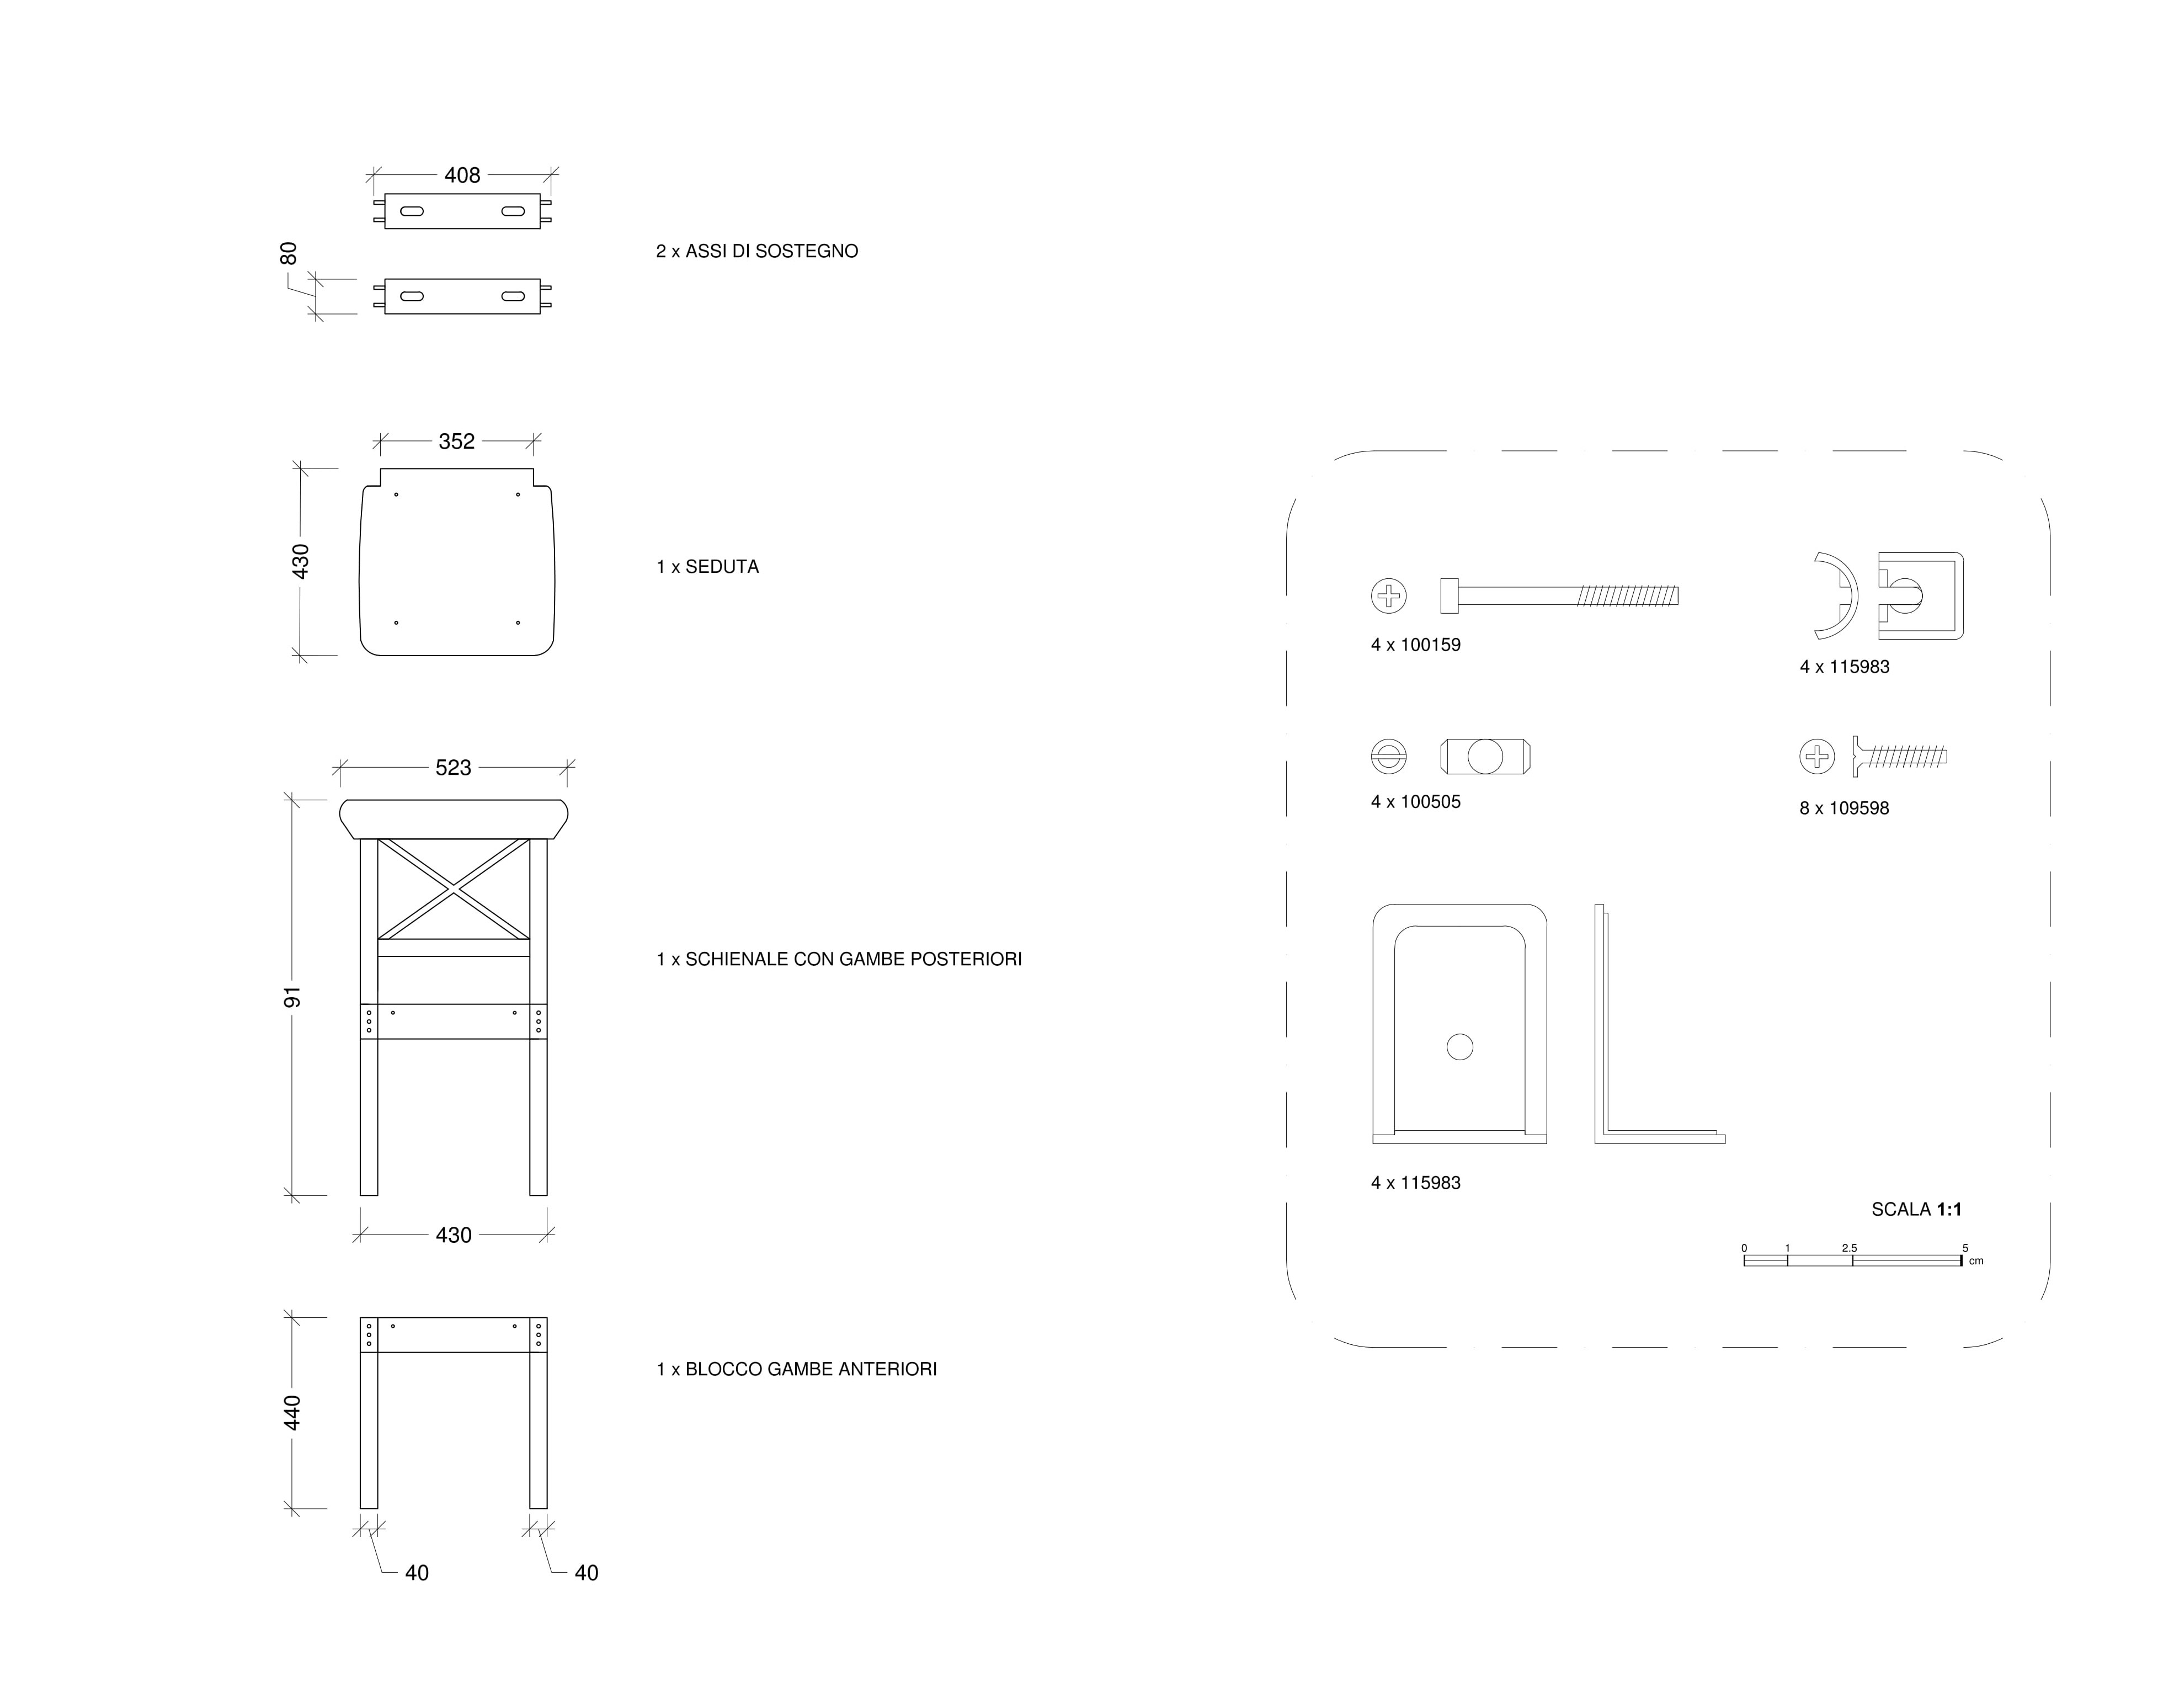 408
80
2 x ASSI DI SOSTEGNO
352
430
1 x SEDUTA
523
91
1 x SCHIENALE CON GAMBE POSTERIORI
430
440
1 x BLOCCO GAMBE ANTERIORI
40
40
4 x 100159
4 x 115983
4 x 100505
8 x 109598
4 x 115983
SCALA 1:1
0 1 2.5 5
cm